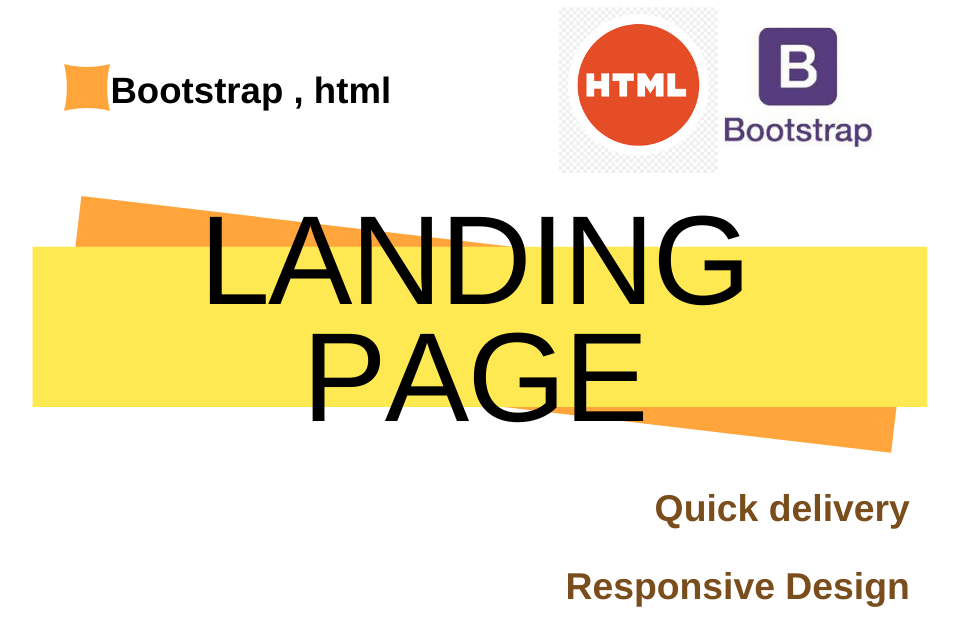 Bootstrap , html
HTML
B
Bootstrap
LANDING
PAGE
Quick delivery
Responsive Design